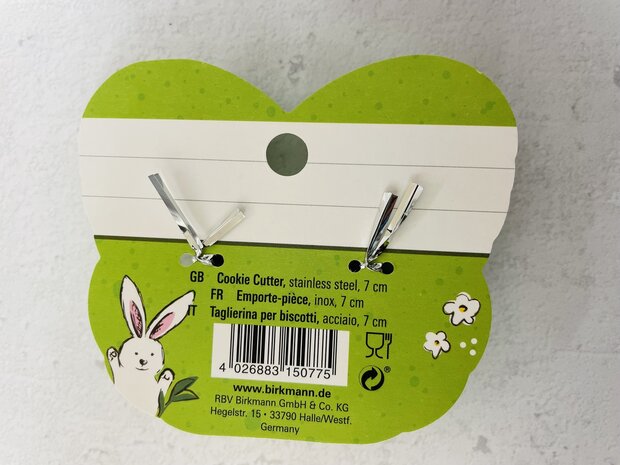 GB Cookie Cutter, stainless steel, 7 cm
FR Emporte-pièce, inox, 7 cm
IT Taglierina per biscotti, acciaio, 7 cm
4 026883 150775
www.birkmann.de
RBV Birkmann GmbH & Co. KG
Hegelstr. 15 • 33790 Halle/Westf.
Germany